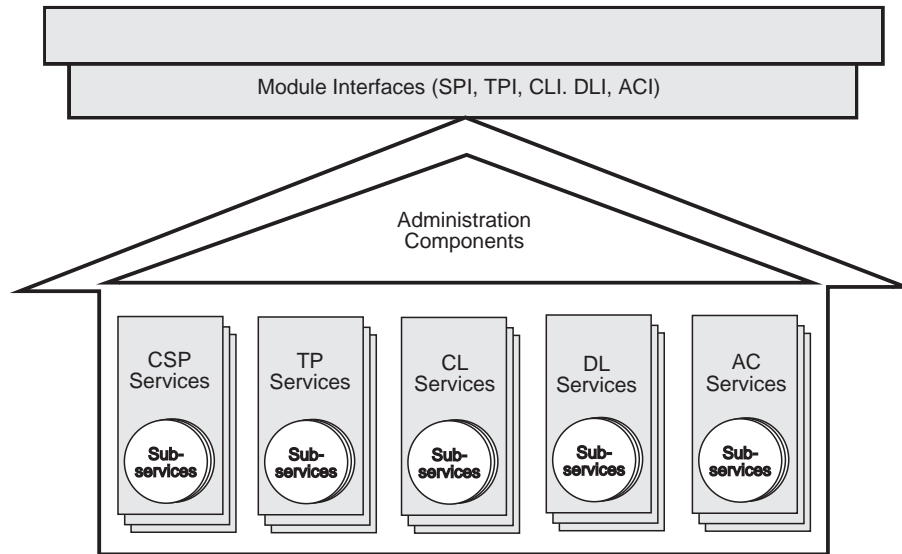 Module Interfaces (SPI, TPI, CLI. DLI, ACI)
Administration
Components
CSP
Services
TP
Services
CL
Services
DL
Services
AC
Services
Sub-
services
Sub-
services
Sub-
services
Sub-
services
Sub-
services